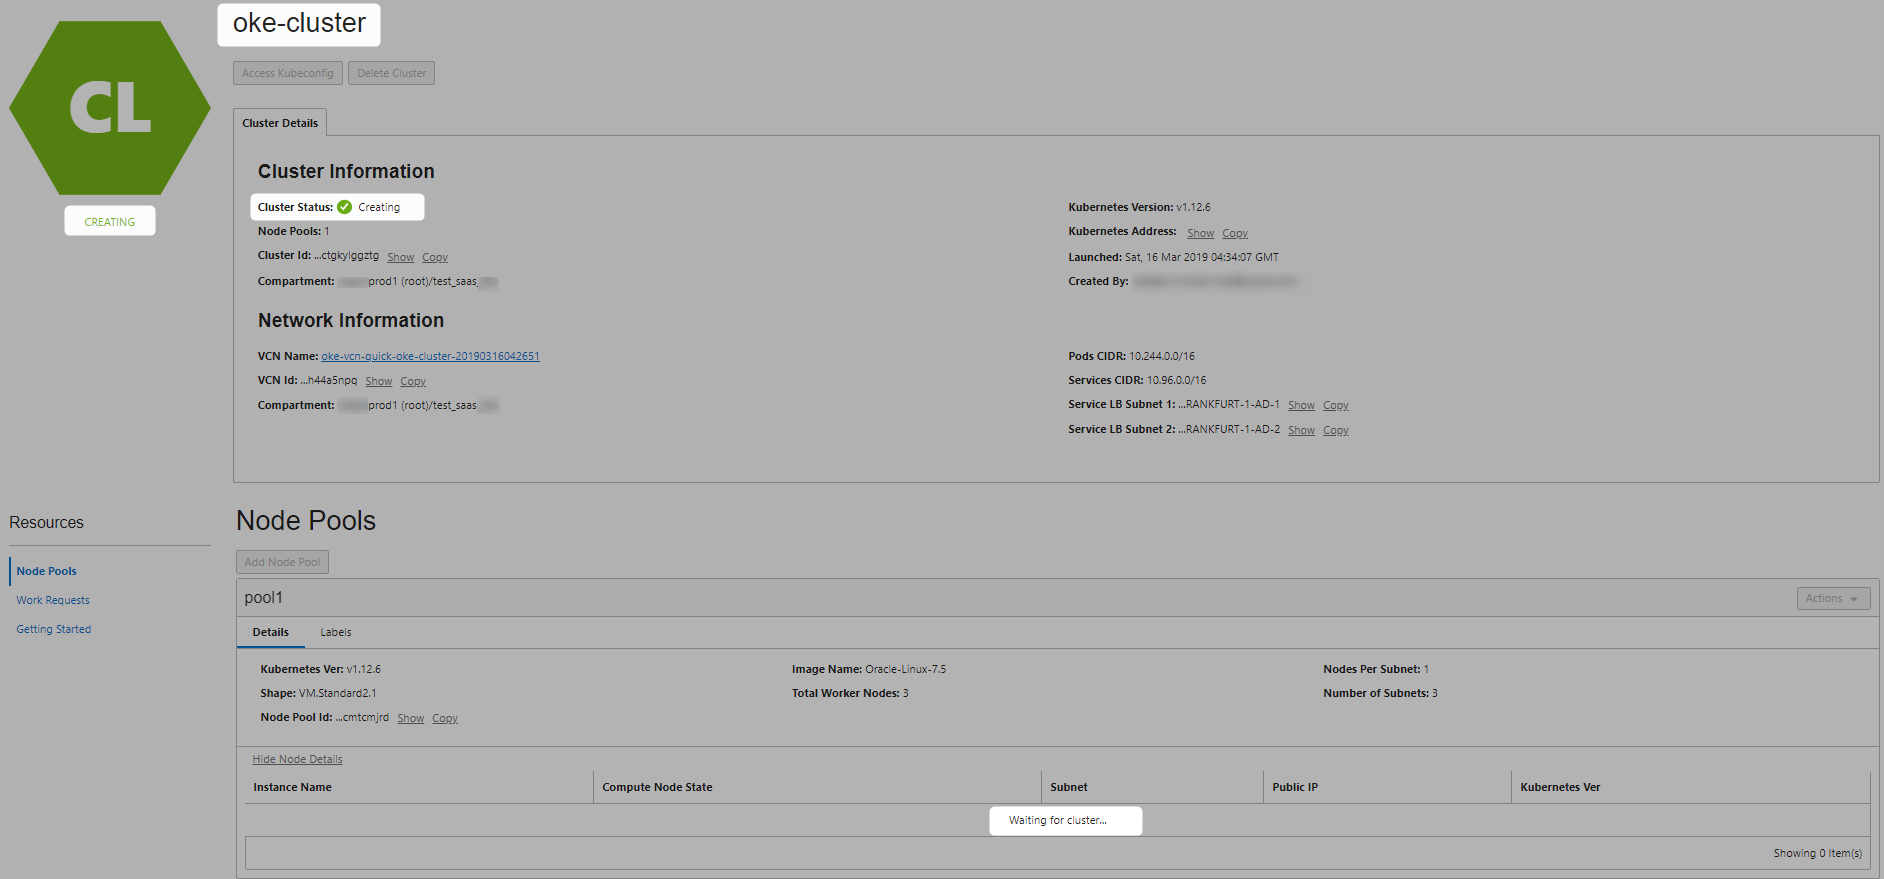 oke-cluster
CL
CREATING
Access Kubeconfig Delete Cluster
Cluster Details
Cluster Information
Cluster Status: Creating
Node Pools: 1
Cluster Id: ...ctgkylggztg Show Copy
Compartment: prod1 (root)/test_saas_
Kubernetes Version: v1.12.6
Kubernetes Address: Show Copy
Launched: Sat, 16 Mar 2019 04:34:07 GMT
Created By:
Network Information
VCN Name: oke-vcn-quick-oke-cluster-20190316042651
VCN Id: ...h44a5npq Show Copy
Compartment: prod1 (root)/test_saas
Pods CIDR: 10.244.0.0/16
Services CIDR: 10.96.0.0/16
Service LB Subnet 1: ...RANKFURT-1-AD-1 Show Copy
Service LB Subnet 2: ...RANKFURT-1-AD-2 Show Copy
Resources
Node Pools
Work Requests
Getting Started
Node Pools
Add Node Pool
pool1
Actions
Details Labels
Kubernetes Ver: v1.12.6 Image Name: Oracle-Linux-7.5 Nodes Per Subnet: 1
Shape: VM.Standard2.1 Total Worker Nodes: 3 Number of Subnets: 3
Node Pool Id: ...cmtcmjrd Show Copy
Hide Node Details
Instance Name Compute Node State Subnet Public IP Kubernetes Ver
Waiting for cluster...
Showing 0 Item(s)